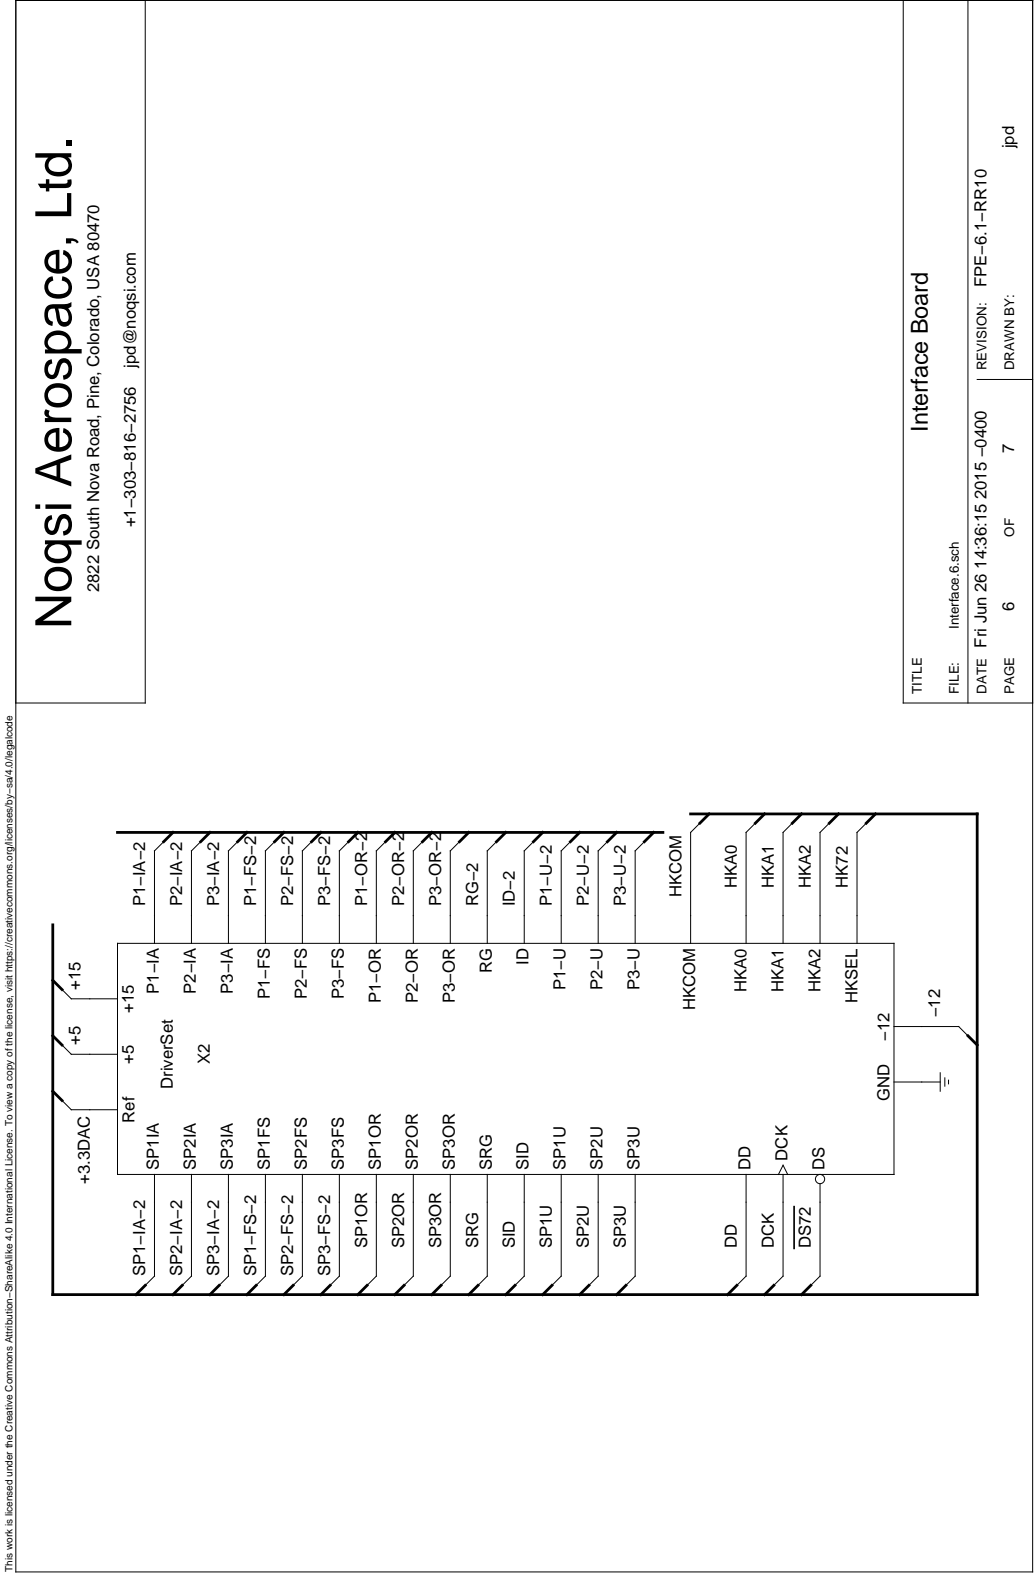 This work is licensed under the Creative Commons Attribution−ShareAlike 4.0 International License. To view a copy of the license, visit https://creativecommons.org/licenses/by−sa/4.0/legalcode
Noqsi Aerospace, Ltd.
2822 South Nova Road, Pine, Colorado, USA 80470
+1−303−816−2756 jpd@noqsi.com
+3.3DAC
+5
+15
Ref
+5
+15
DriverSet
X2
SP1−IA−2
SP1IA
P1−IA
P1−IA−2
SP2−IA−2
SP2IA
P2−IA
P2−IA−2
SP3−IA−2
SP3IA
P3−IA
P3−IA−2
SP1−FS−2
SP1FS
P1−FS
P1−FS−2
SP2−FS−2
SP2FS
P2−FS
P2−FS−2
SP3−FS−2
SP3FS
P3−FS
P3−FS−2
SP1OR
SP1OR
P1−OR
P1−OR−2
SP2OR
SP2OR
P2−OR
P2−OR−2
SP3OR
SP3OR
P3−OR
P3−OR−2
SRG
SRG
RG
RG−2
SID
SID
ID
ID−2
SP1U
SP1U
P1−U
P1−U−2
SP2U
SP2U
P2−U
P2−U−2
SP3U
SP3U
P3−U
P3−U−2
HKCOM
HKCOM
DD
DD
HKA0
HKA0
DCK
DCK
HKA1
HKA1
DS72
DS
HKA2
HKA2
HKSEL
HK72
GND
−12
−12
TITLE
Interface Board
FILE: Interface.6.sch
DATE Fri Jun 26 14:36:15 2015 −0400
REVISION: FPE−6.1−RR10
PAGE 6 OF 7
DRAWN BY: jpd